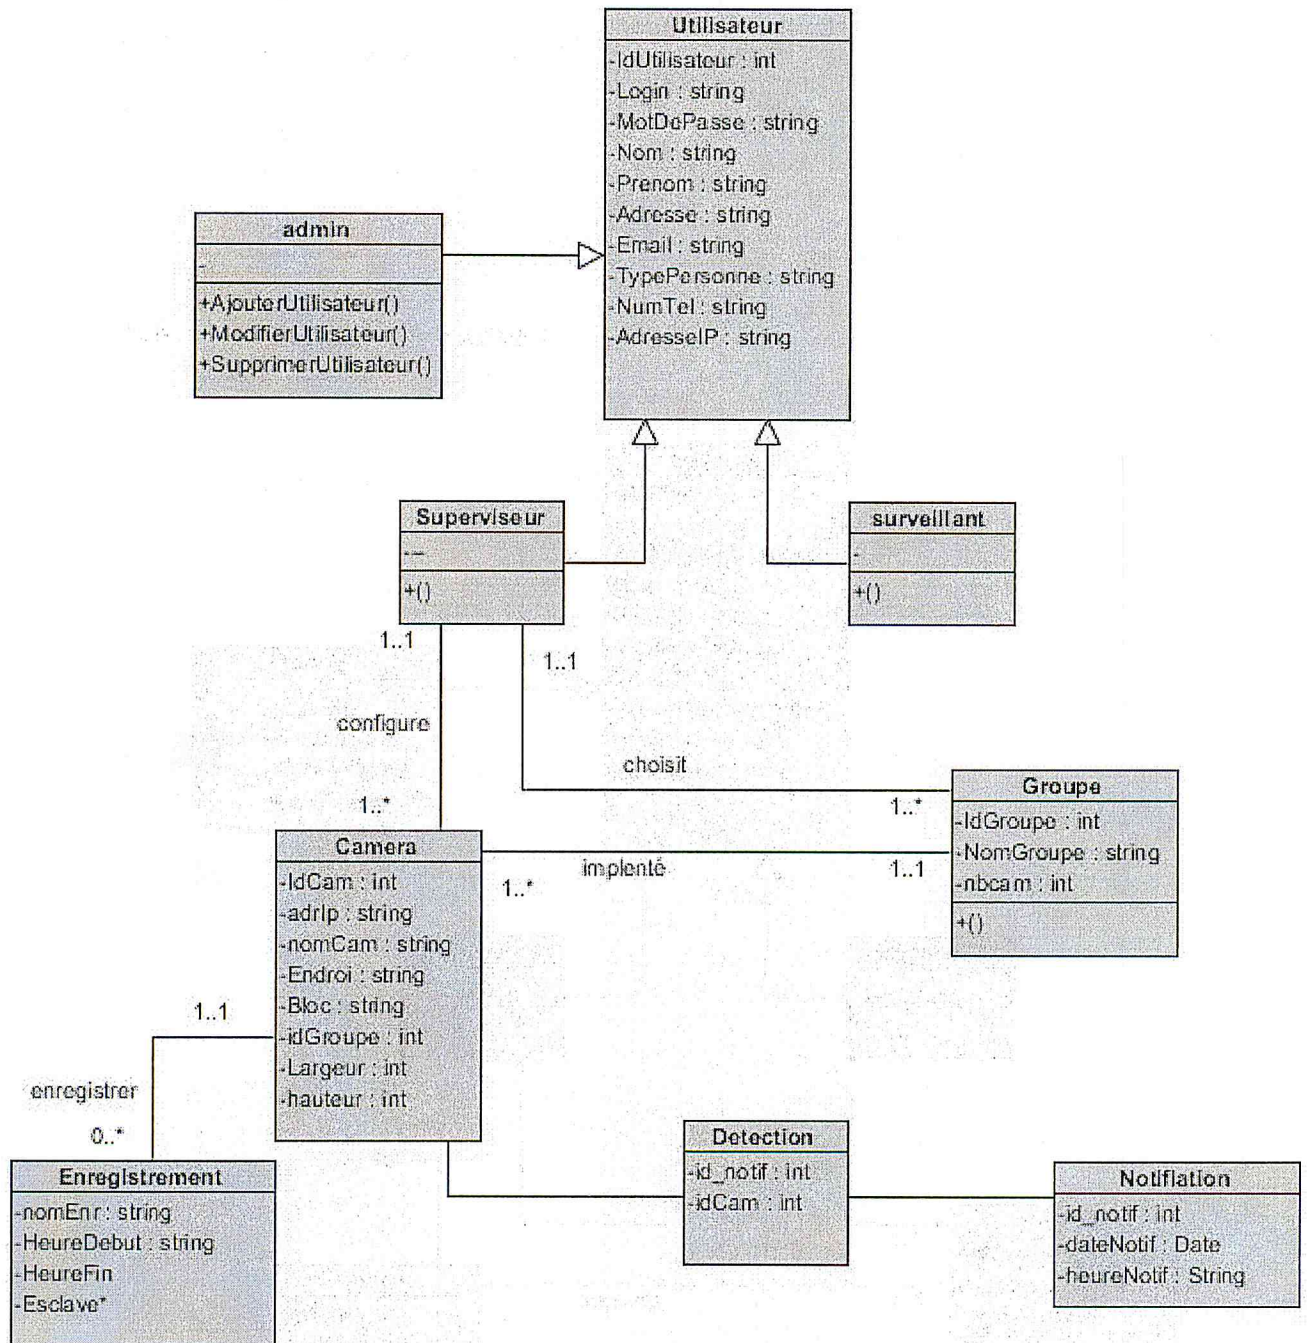 Utilisateur
-IdUtilisateur : int
-Login : string
-MotDePasse : string
-Nom : string
-Prenom : string
-Adresse : string
-Email : string
-TypePersonne : string
-NumTel : string
-AdresseIP : string
admin
-
+AjouterUtilisateur()
+ModifierUtilisateur()
+SupprimerUtilisateur()
Superviseur
-–
+()
surveillant
-
+()
1..1
1..1
configure
choisit
1..*
1..*
Groupe
-IdGroupe : int
-NomGroupe : string
-nbcam : int
+()
implenté
1..*
1..1
Camera
-IdCam : int
-adrIp : string
-nomCam : string
-Endroi : string
-Bloc : string
-idGroupe : int
-Largeur : int
-hauteur : int
1..1
enregistrer
0..*
Enregistrement
-nomEnr : string
-HeureDebut : string
-HeureFin
-Esclave*
Detection
-id_notif : int
-idCam : int
Notifiation
-id_notif : int
-dateNotif : Date
-heureNotif : String